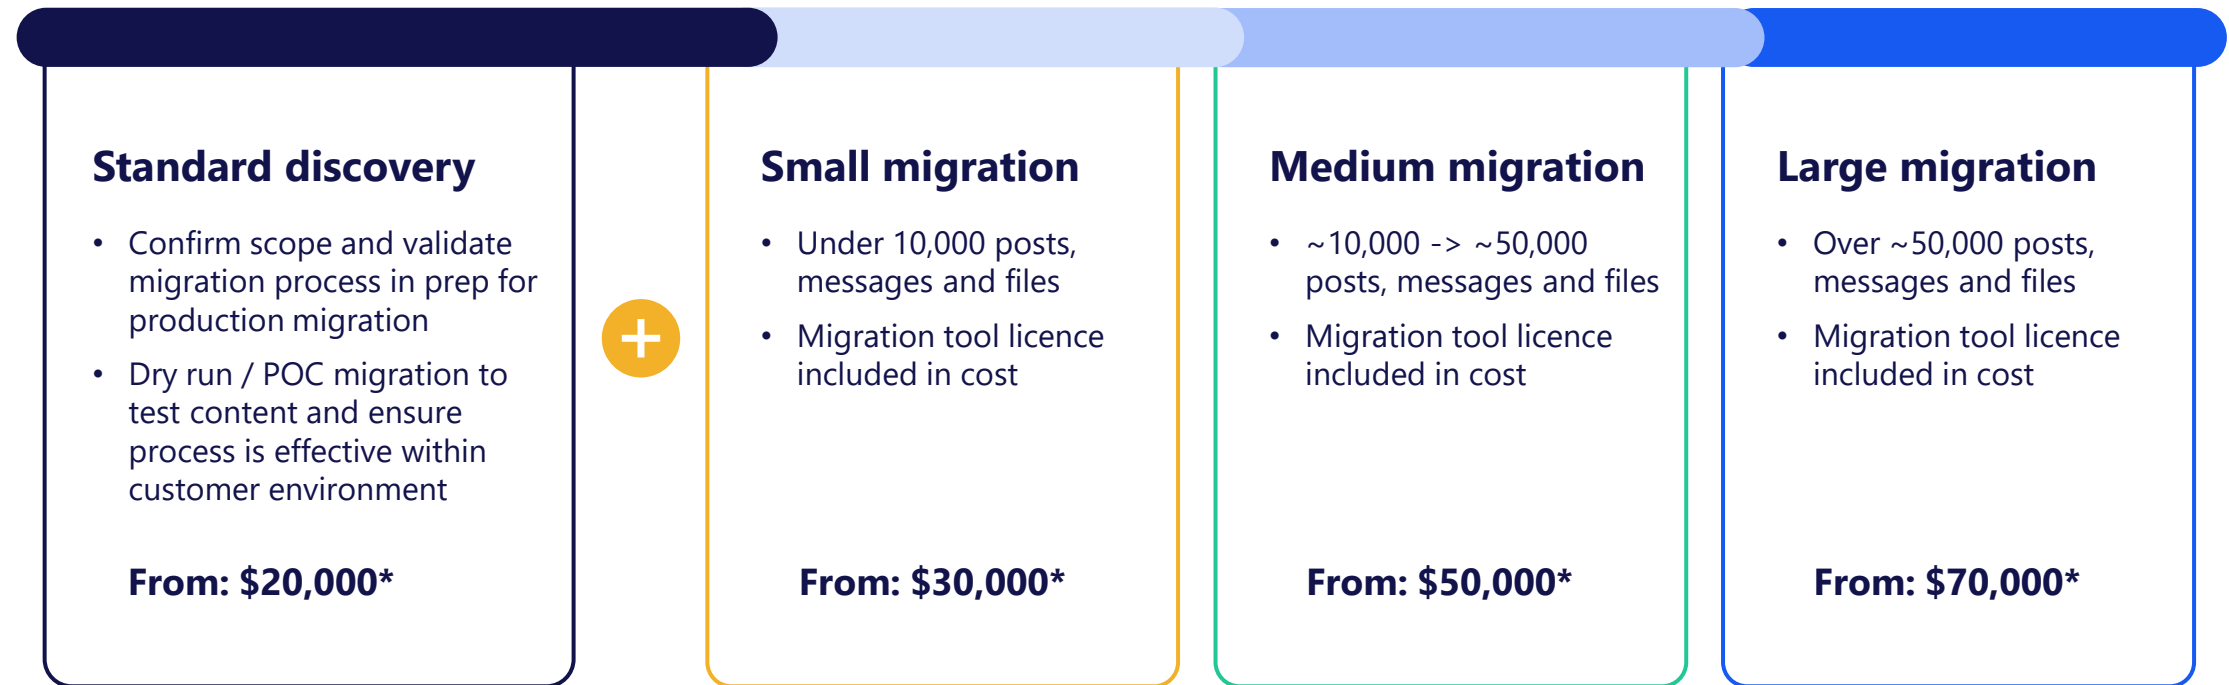 Standard discovery
• Confirm scope and validate
migration process in prep for
production migration
• Dry run / POC migration to
test content and ensure
process is effective within
customer environment
From: $20,000*
+
Small migration
• Under 10,000 posts,
messages and files
• Migration tool licence
included in cost
From: $30,000*
Medium migration
• ~10,000 -> ~50,000
posts, messages and files
• Migration tool licence
included in cost
From: $50,000*
Large migration
• Over ~50,000 posts,
messages and files
• Migration tool licence
included in cost
From: $70,000*